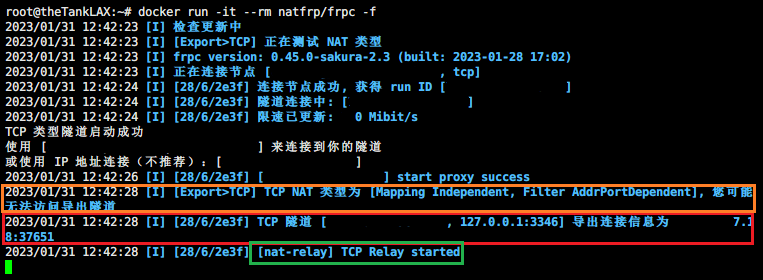 root@theTankLAX:~# docker run -it --rm natfrp/frpc -f
2023/01/31 12:42:23 [I] 检查更新中
2023/01/31 12:42:23 [I] [Export>TCP] 正在测试 NAT 类型
2023/01/31 12:42:23 [I] frpc version: 0.45.0-sakura-2.3 (built: 2023-01-28 17:02)
2023/01/31 12:42:23 [I] 正在连接节点 [ , tcp]
2023/01/31 12:42:24 [I] [28/6/2e3f] 连接节点成功, 获得 run ID [ ]
2023/01/31 12:42:24 [I] [28/6/2e3f] 隧道连接中: [ ]
2023/01/31 12:42:24 [I] [28/6/2e3f] 限速已更新: 0 Mibit/s
TCP 类型隧道启动成功
使用 [ ] 来连接到你的隧道
或使用 IP 地址连接（不推荐）：[ ]
2023/01/31 12:42:26 [I] [28/6/2e3f] [ ] start proxy success
2023/01/31 12:42:28 [I] [Export>TCP] TCP NAT 类型为 [Mapping Independent, Filter AddrPortDependent], 您可能
无法访问导出隧道
2023/01/31 12:42:28 [I] [28/6/2e3f] TCP 隧道 [ , 127.0.0.1:3346] 导出连接信息为 7.1
8:37651
2023/01/31 12:42:28 [I] [28/6/2e3f] [nat-relay] TCP Relay started